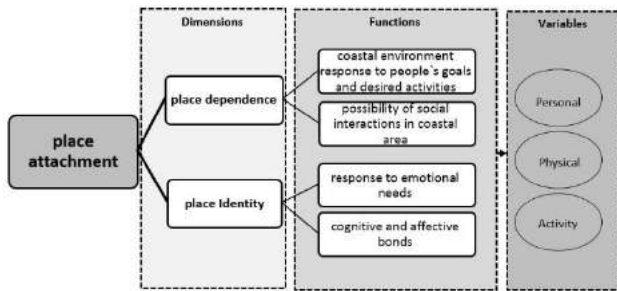 Dimensions
Functions
Variables
place
attachment
place dependence
place Identity
coastal environment
response to people`s goals
and desired activities
possibility of social
interactions in coastal
area
response to emotional
needs
cognitive and affective
bonds
Personal
Physical
Activity